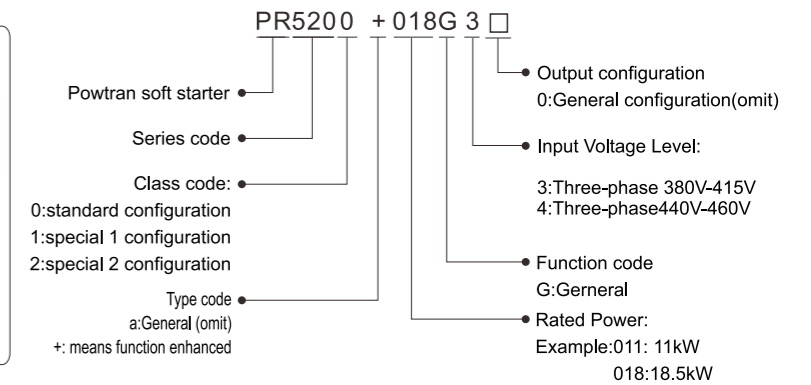 PR5200 +018G 3 □
Powtran soft starter
Series code
Class code:
0:standard configuration
1:special 1 configuration
2:special 2 configuration
Type code
a:General (omit)
+: means function enhanced
Output configuration
0:General configuration(omit)
Input Voltage Level:
3:Three-phase 380V-415V
4:Three-phase440V-460V
Function code
G:Gerneral
Rated Power:
Example:011: 11kW
018:18.5kW